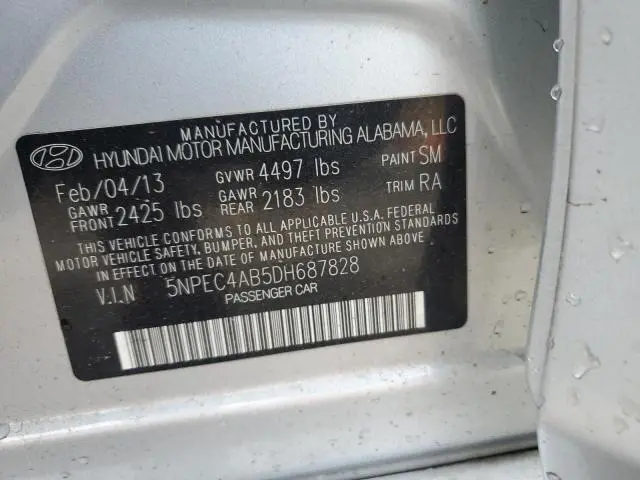 MANUFACTURED BY
HYUNDAI MOTOR MANUFACTURING ALABAMA, LLC
Feb/04/13 GVWR 4497 lbs PAINT SM
GAWR FRONT 2425 lbs GAWR REAR 2183 lbs TRIM RA
THIS VEHICLE CONFORMS TO ALL APPLICABLE U.S.A. FEDERAL
MOTOR VEHICLE SAFETY, BUMPER, AND THEFT PREVENTION STANDARDS
IN EFFECT ON THE DATE OF MANUFACTURE SHOWN ABOVE.
V.I.N 5NPEC4AB5DH687828
PASSENGER CAR